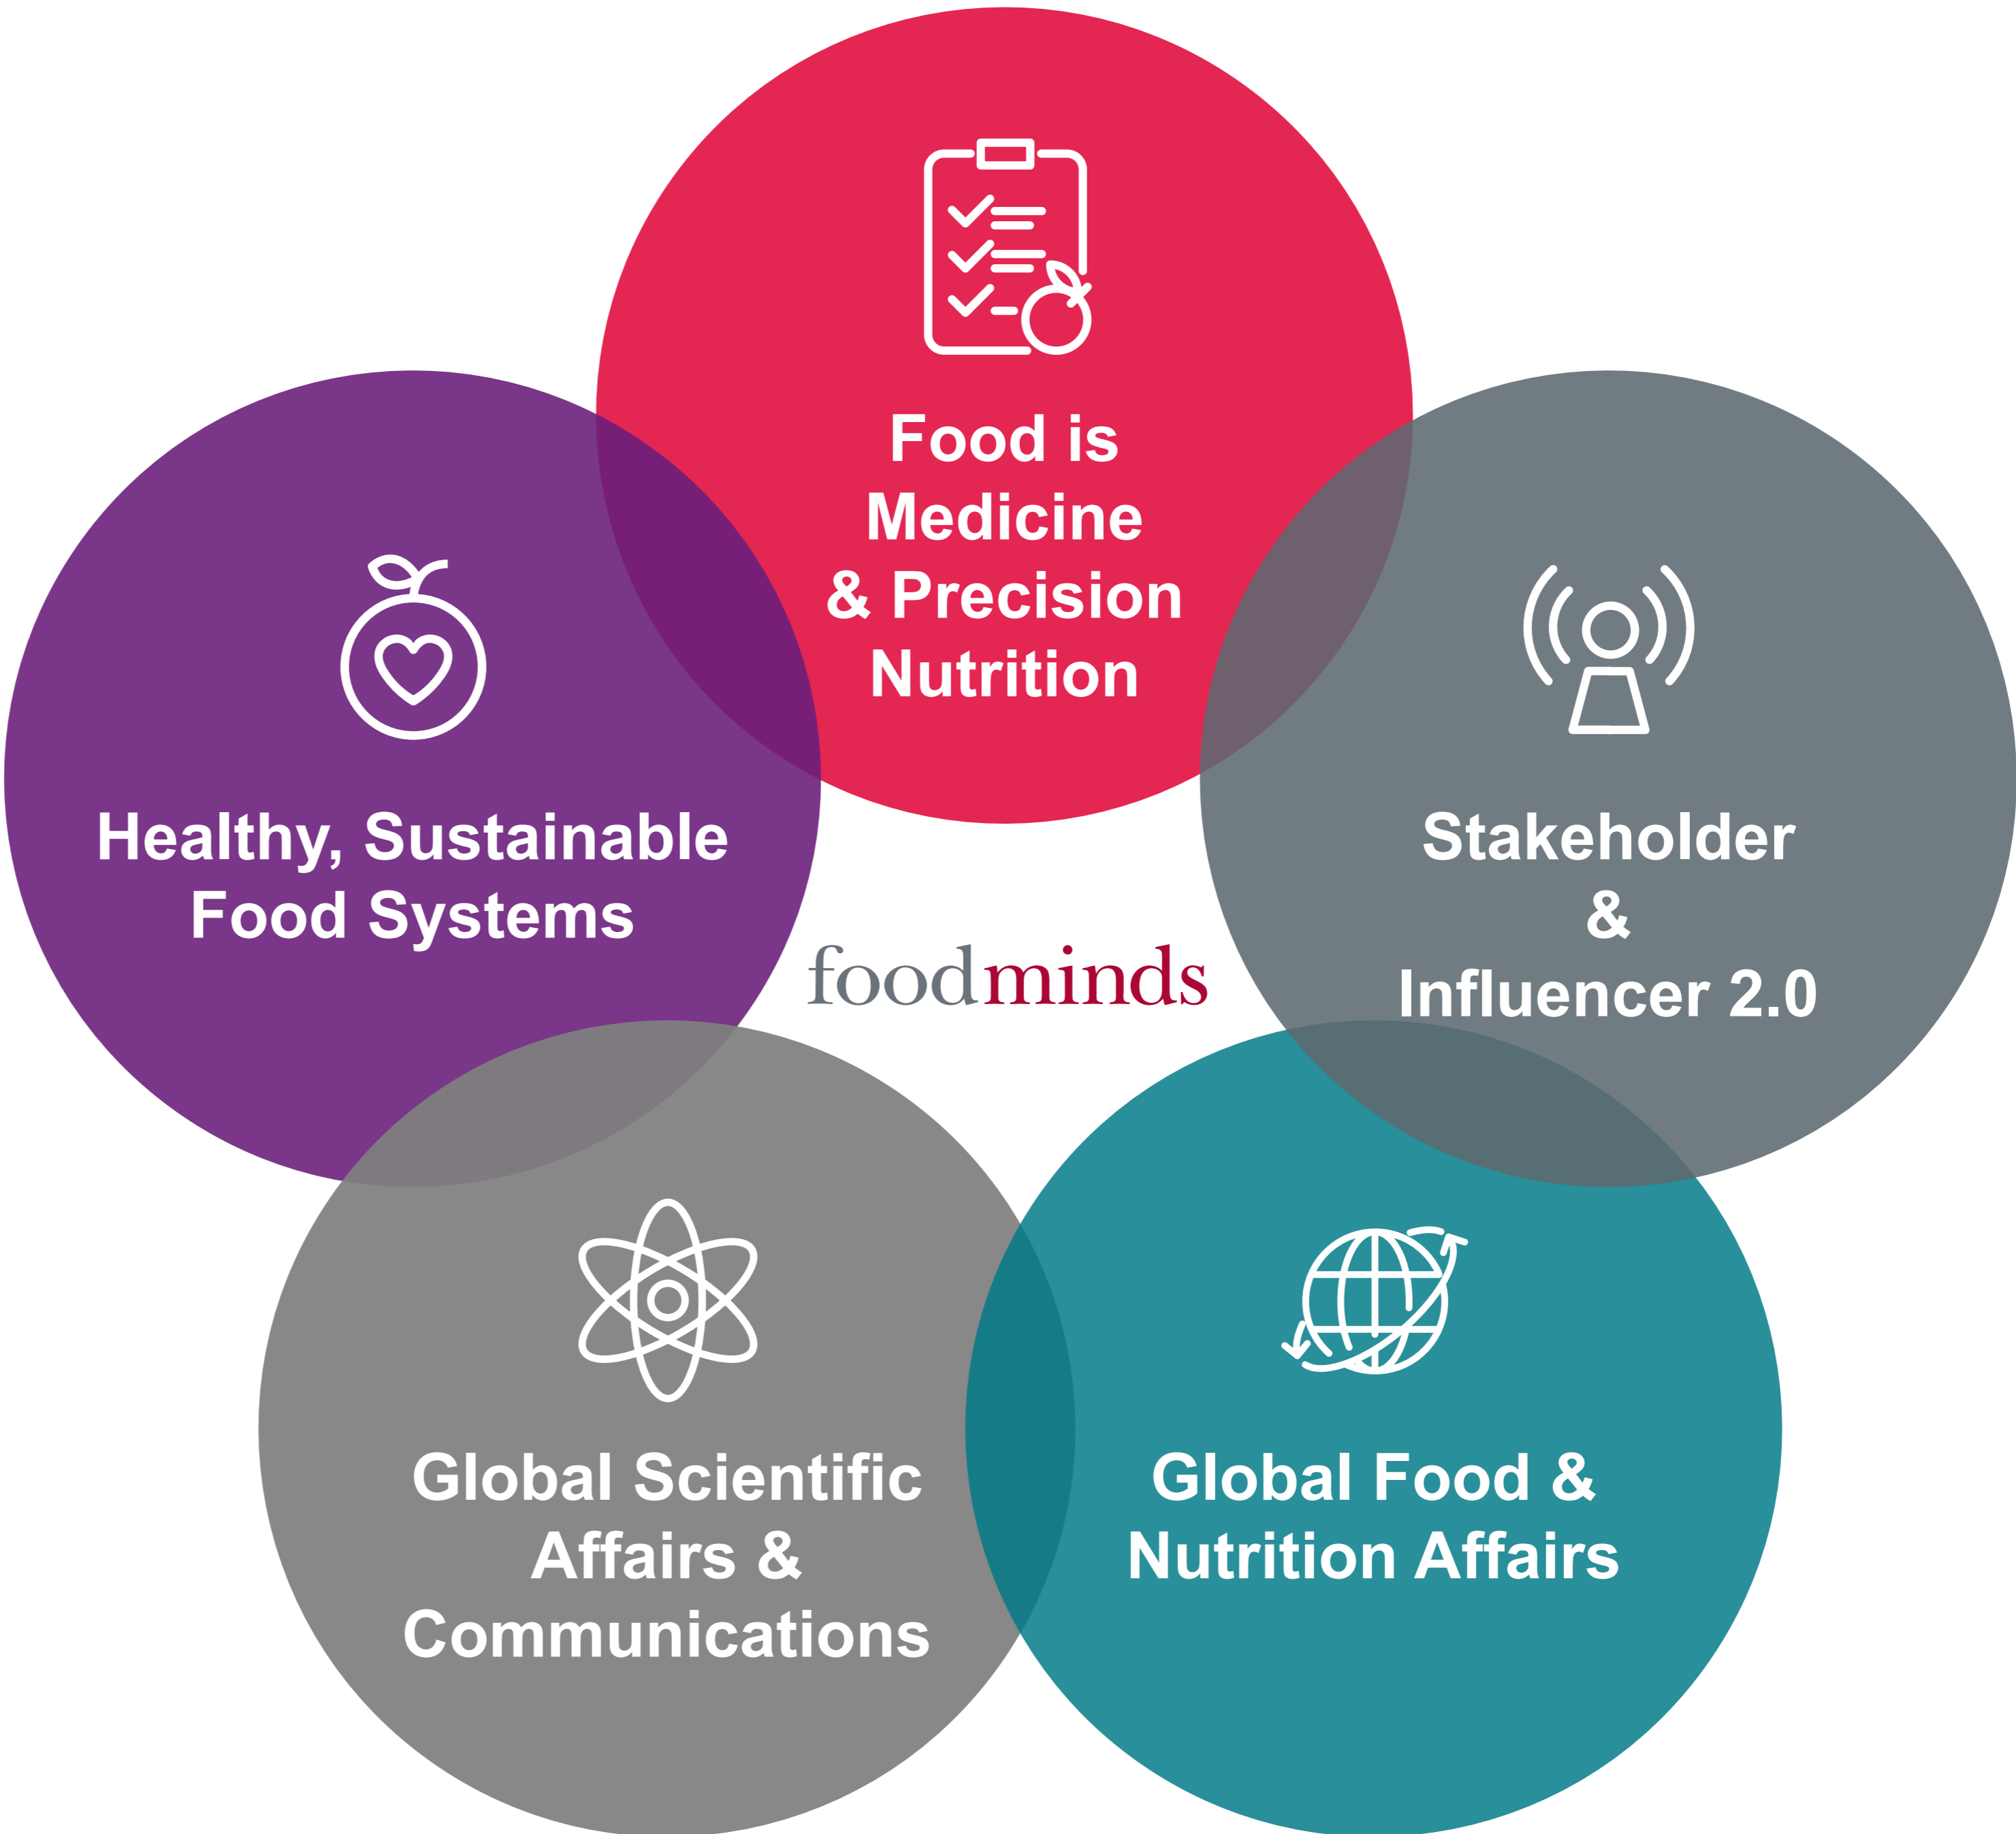 Food is
Medicine
& Precision
Nutrition
Healthy, Sustainable
Food Systems
Stakeholder
&
Influencer 2.0
foodminds
Global Scientific
Affairs &
Communications
Global Food &
Nutrition Affairs